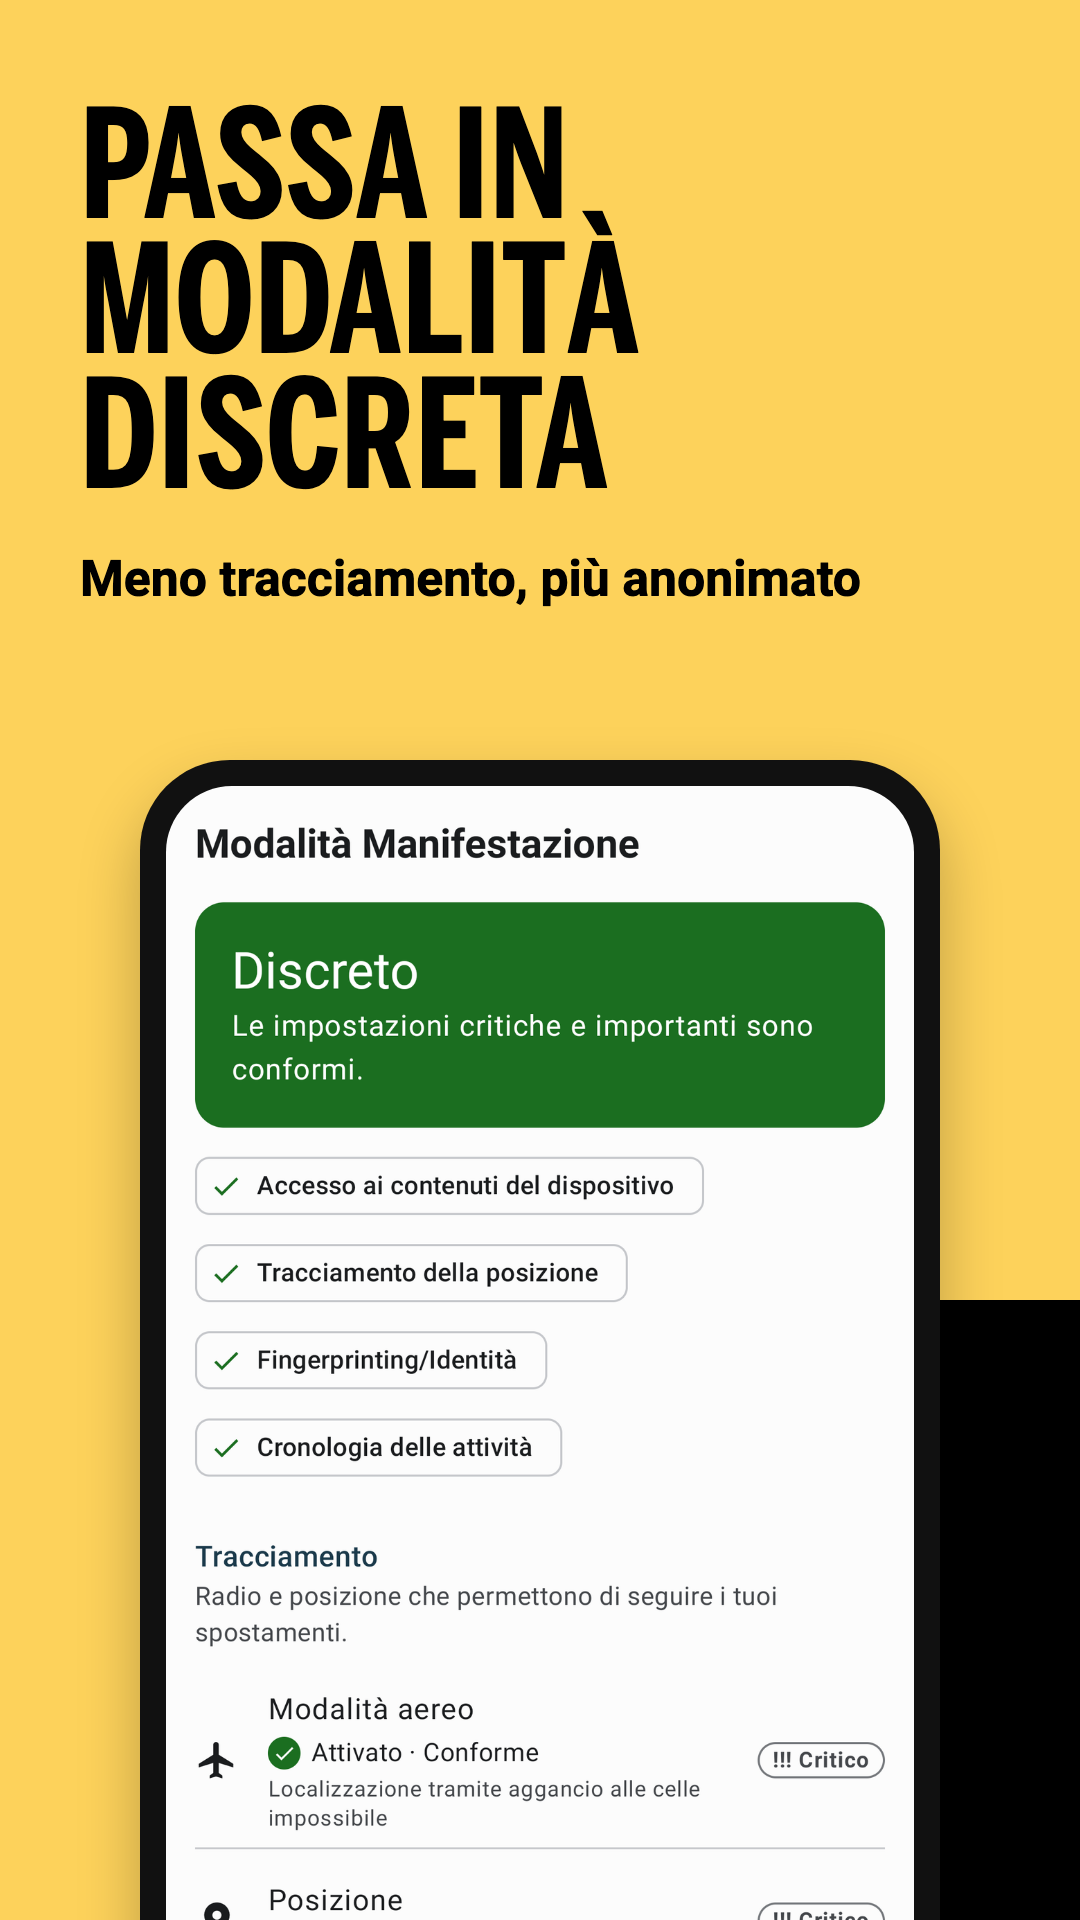 PASSA IN
MODALITÀ
DISCRETA
Meno tracciamento, più anonimato
Modalità Manifestazione
Discreto
Le impostazioni critiche e importanti sono
conformi.
Accesso ai contenuti del dispositivo
Tracciamento della posizione
Fingerprinting/Identità
Cronologia delle attività
Tracciamento
Radio e posizione che permettono di seguire i tuoi
spostamenti.
Modalità aereo
Attivato · Conforme
!!! Critico
Localizzazione tramite aggancio alle celle
impossibile
Posizione
!!! Critico